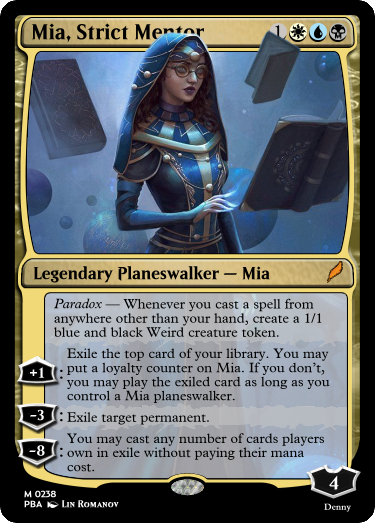 Mia, Strict Mentor 1
Legendary Planeswalker — Mia
Paradox — Whenever you cast a spell from
anywhere other than your hand, create a 1/1
blue and black Weird creature token.
+1: Exile the top card of your library. You may
put a loyalty counter on Mia. If you don't,
you may play the exiled card as long as you
control a Mia planeswalker.
-3: Exile target permanent.
-8: You may cast any number of cards players
own in exile without paying their mana
cost.
4
M 0238
PBA Lin Romanov
Denny